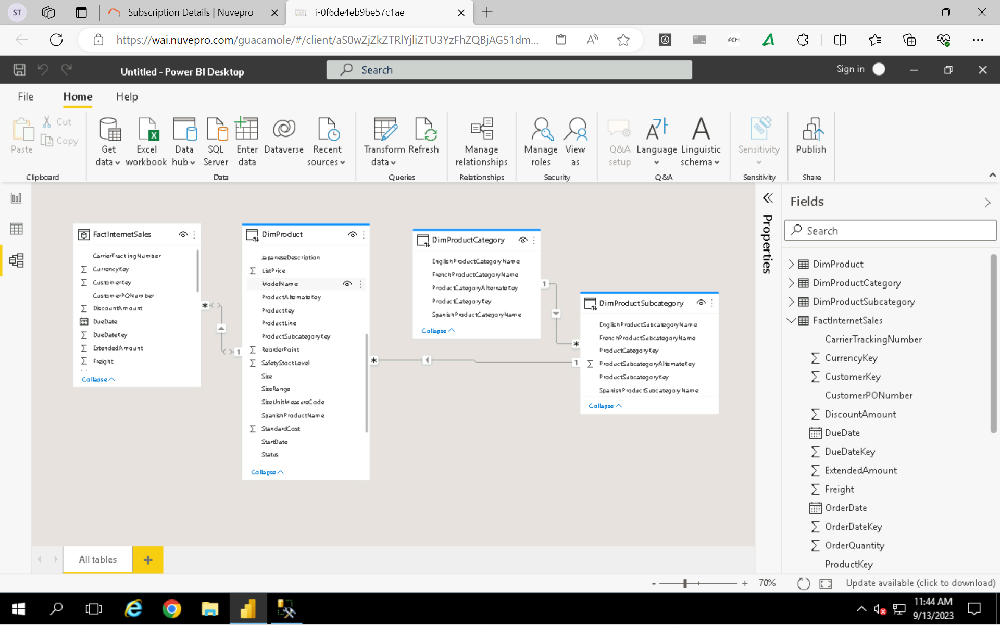 ST
Subscription Details | Nuvepro
i-0f6de4eb9be57c1ae
https://wai.nuvepro.com/guacamole/#/client/aS0wZjZkZTRlYjliZTU3YzFhZQBjAG51dm...
FCM
Untitled - Power BI Desktop
Search
Sign in
File
Home
Help
Paste
Cut
Copy
Clipboard
Get data
Excel workbook
Data hub
SQL Server
Enter data
Dataverse
Recent sources
Data
Transform data
Refresh
Queries
Manage relationships
Relationships
Manage roles
View as
Security
Q&A setup
Language
Linguistic schema
Q&A
Sensitivity
Sensitivity
Publish
Share
FactInternetSales
CarrierTrackingNumber
CurrencyKey
CustomerKey
CustomerPONumber
DiscountAmount
DueDate
DueDateKey
ExtendedAmount
Freight
Collapse
* 1
DimProduct
JapaneseDescription
ListPrice
ModelName
ProductAlternateKey
ProductKey
ProductLine
ProductSubcategoryKey
ReorderPoint
SafetyStockLevel
Size
SizeRange
SizeUnitMeasureCode
SpanishProductName
StandardCost
StartDate
Status
Collapse
* 1
DimProductCategory
EnglishProductCategoryName
FrenchProductCategoryName
ProductCategoryAlternateKey
ProductCategoryKey
SpanishProductCategoryName
Collapse
1 *
DimProductSubcategory
EnglishProductSubcategoryName
FrenchProductSubcategoryName
ProductCategoryKey
ProductSubcategoryAlternateKey
ProductSubcategoryKey
SpanishProductSubcategoryName
Collapse
Properties
Fields
Search
DimProduct
DimProductCategory
DimProductSubcategory
FactInternetSales
CarrierTrackingNumber
CurrencyKey
CustomerKey
CustomerPONumber
DiscountAmount
DueDate
DueDateKey
ExtendedAmount
Freight
OrderDate
OrderDateKey
OrderQuantity
ProductKey
All tables
- + 70%
Update available (click to download)
11:44 AM
9/13/2023